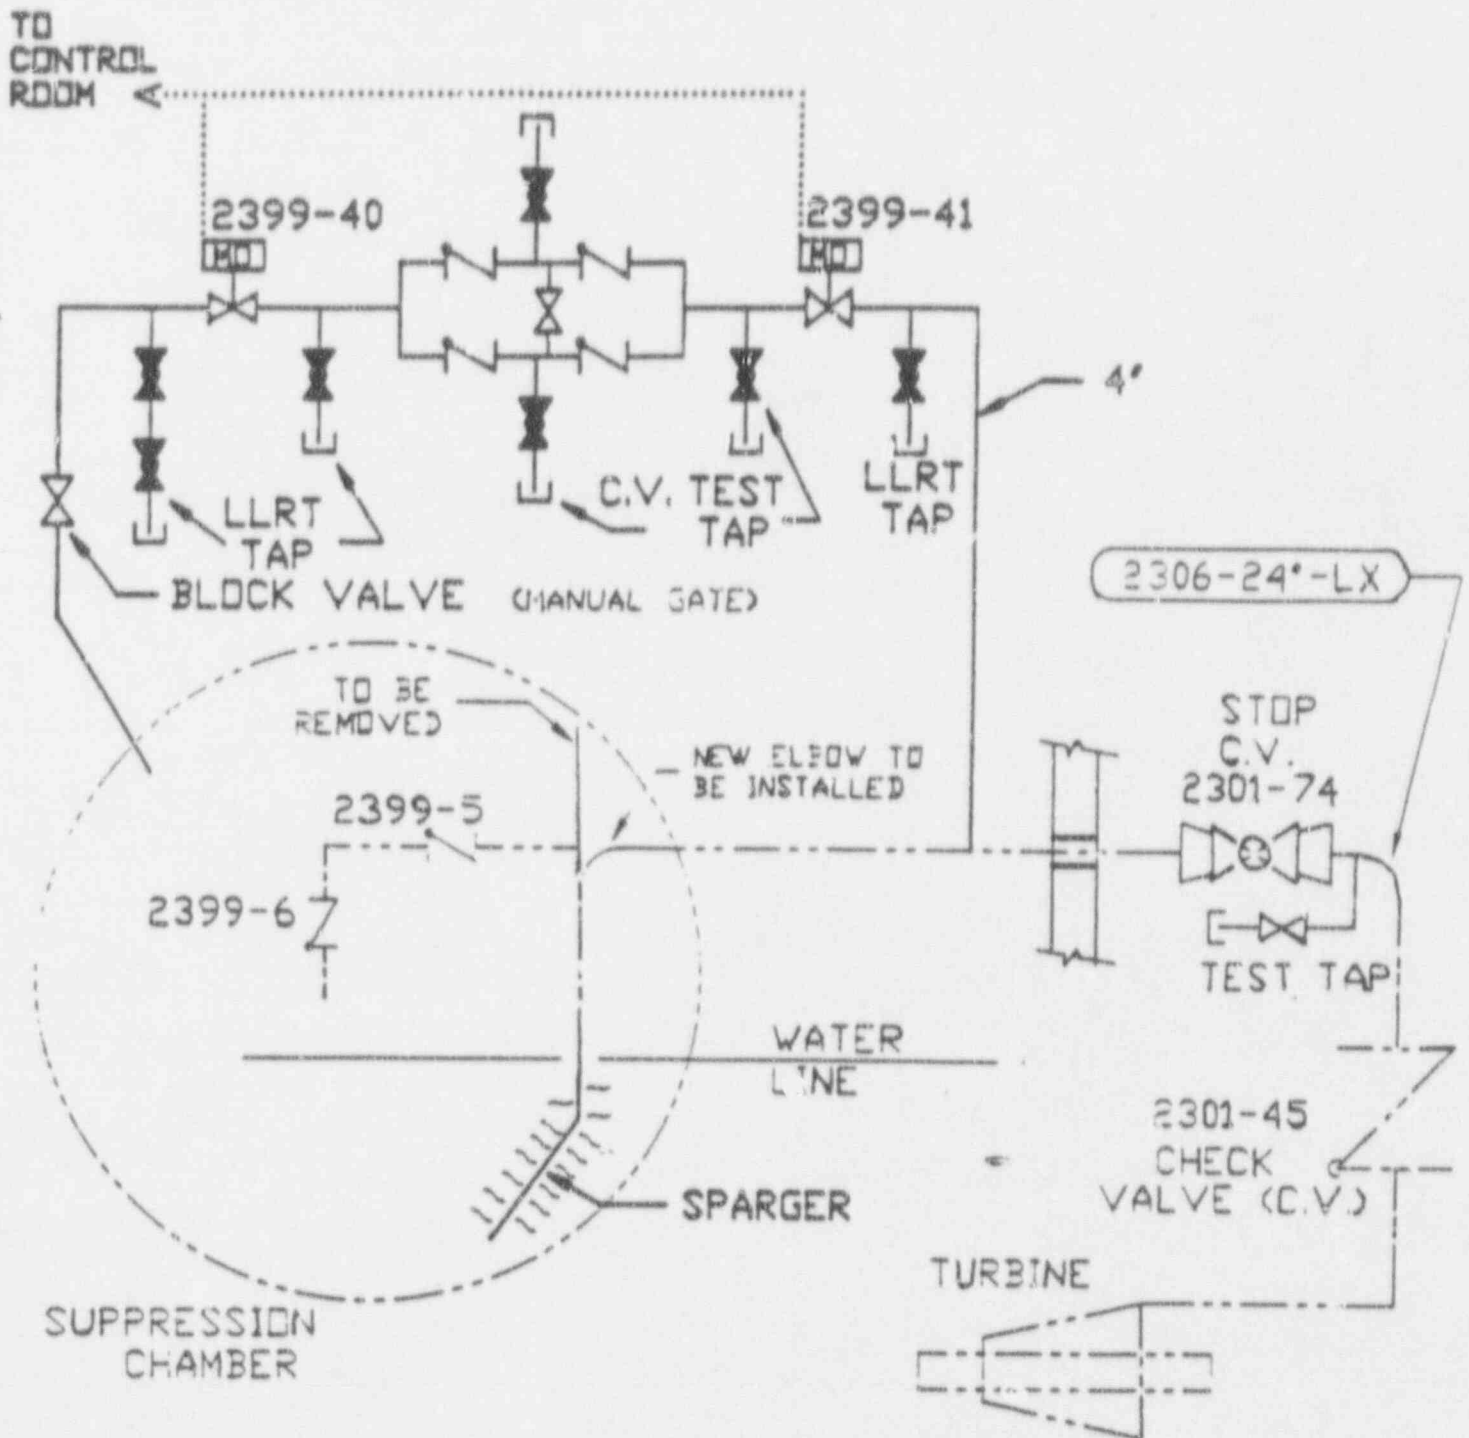 TO
CONTROL
ROOM
2399-40
2399-41
MO
MO
4"
LLRT
TAP
C.V. TEST
TAP
LLRT
TAP
BLOCK VALVE (MANUAL GATE)
2306-24"-LX
TO BE
REMOVED
NEW ELBOW TO
BE INSTALLED
STOP
C.V.
2301-74
2399-5
2399-6
TEST TAP
WATER
LINE
2301-45
CHECK
VALVE (C.V.)
SPARGER
TURBINE
SUPPRESSION
CHAMBER